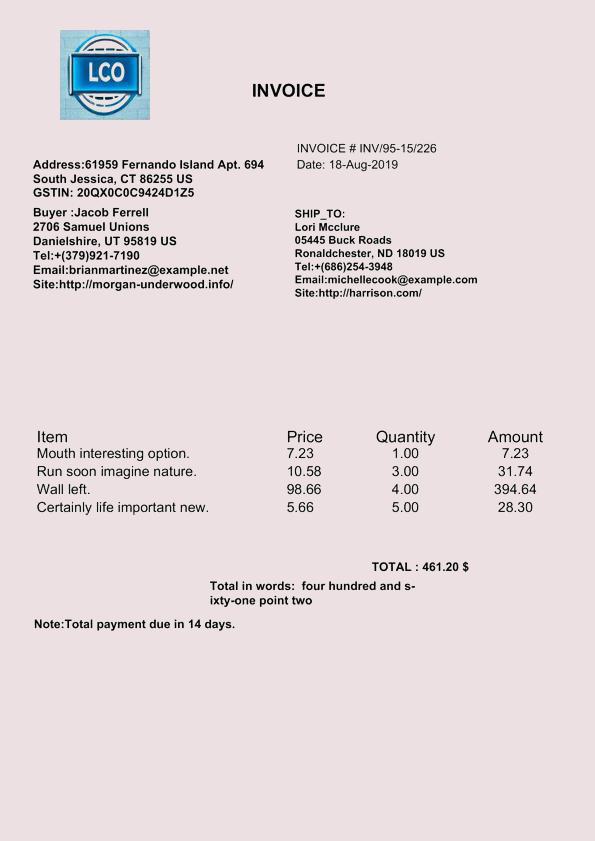 LCO
INVOICE
INVOICE # INV/95-15/226
Date: 18-Aug-2019
Address:61959 Fernando Island Apt. 694
South Jessica, CT 86255 US
GSTIN: 20QX0C0C9424D1Z5
Buyer :Jacob Ferrell
2706 Samuel Unions
Danielshire, UT 95819 US
Tel:+(379)921-7190
Email:brianmartinez@example.net
Site:http://morgan-underwood.info/
SHIP_TO:
Lori Mcclure
05445 Buck Roads
Ronaldchester, ND 18019 US
Tel:+(686)254-3948
Email:michellecook@example.com
Site:http://harrison.com/
Item Price Quantity Amount
Mouth interesting option. 7.23 1.00 7.23
Run soon imagine nature. 10.58 3.00 31.74
Wall left. 98.66 4.00 394.64
Certainly life important new. 5.66 5.00 28.30
TOTAL : 461.20 $
Total in words:  four hundred and s-
ixty-one point two
Note:Total payment due in 14 days.